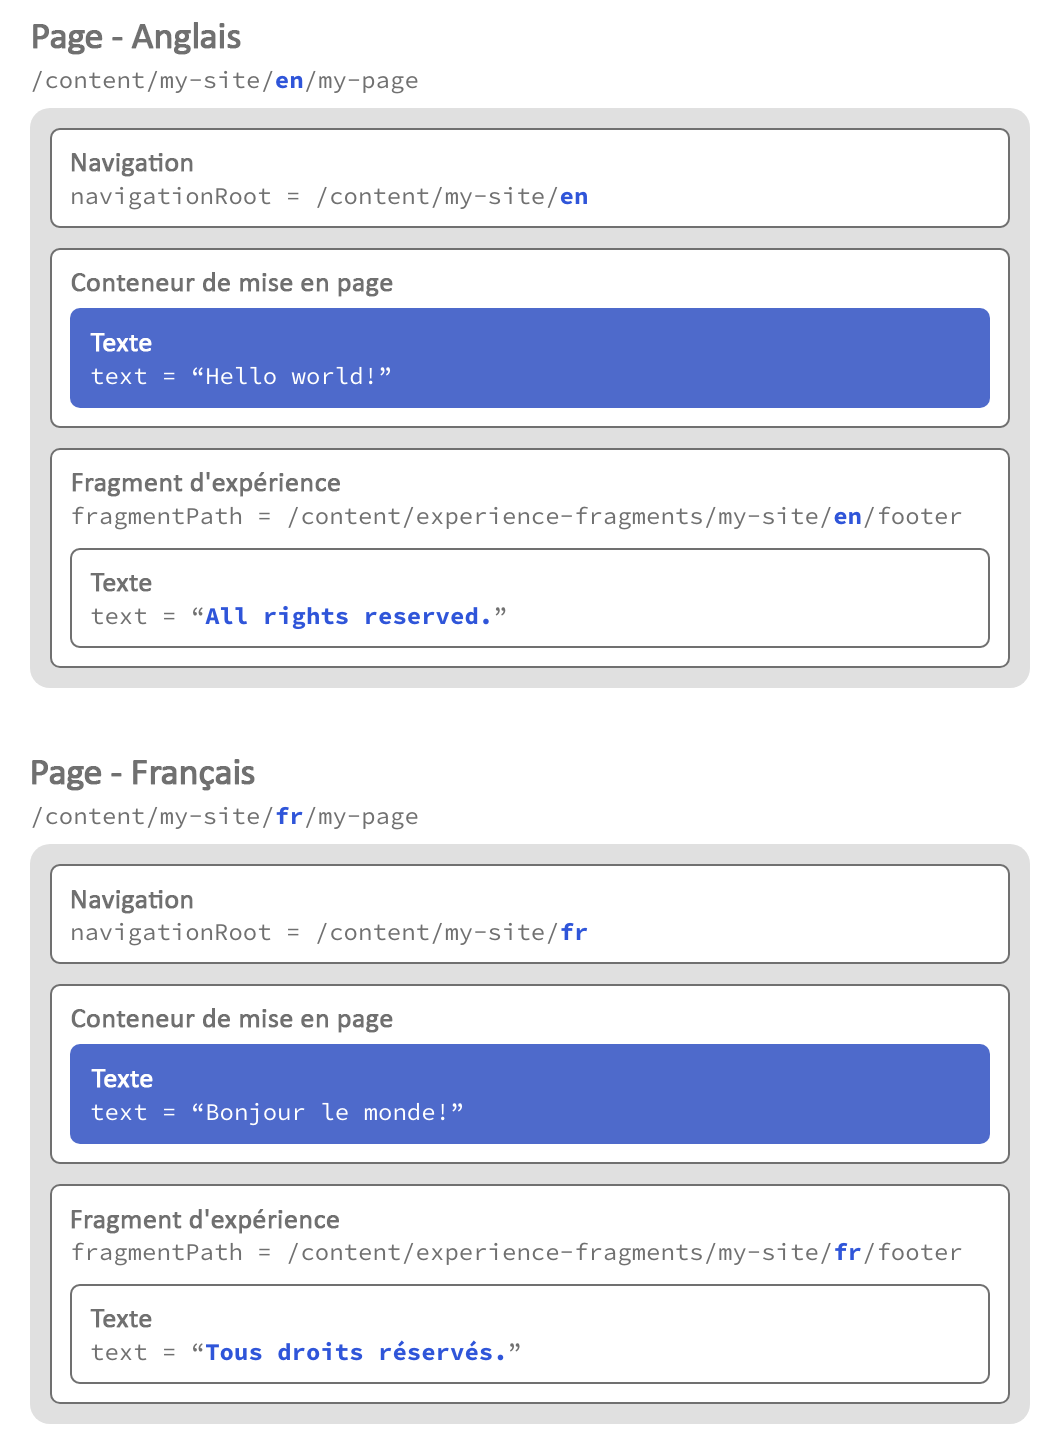 Page - Anglais
/content/my-site/en/my-page
Navigation
navigationRoot = /content/my-site/en
Conteneur de mise en page
Texte
text = “Hello world!”
Fragment d'expérience
fragmentPath = /content/experience-fragments/my-site/en/footer
Texte
text = “All rights reserved.”
Page - Français
/content/my-site/fr/my-page
Navigation
navigationRoot = /content/my-site/fr
Conteneur de mise en page
Texte
text = “Bonjour le monde!”
Fragment d'expérience
fragmentPath = /content/experience-fragments/my-site/fr/footer
Texte
text = “Tous droits réservés.”